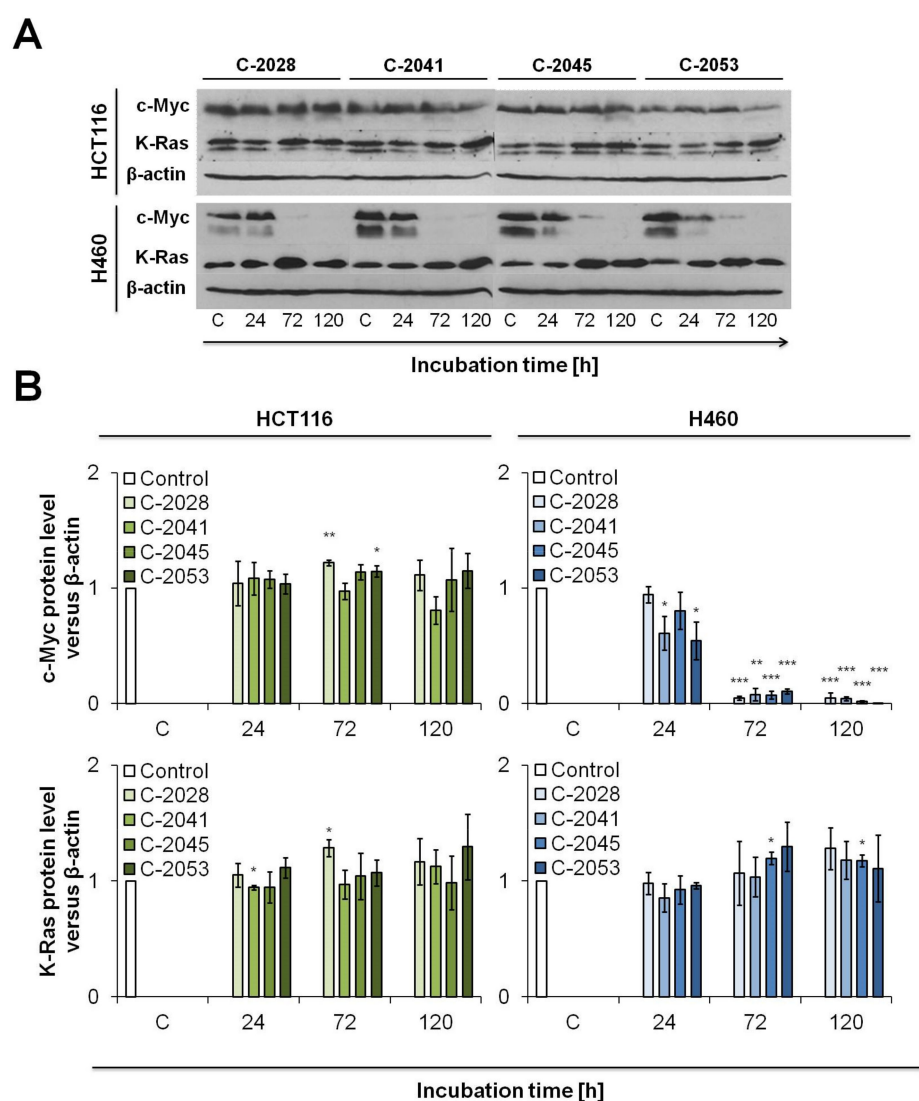 A
C-2028 C-2041 C-2045 C-2053
HCT116
c-Myc
K-Ras
β-actin
H460
c-Myc
K-Ras
β-actin
C 24 72 120 C 24 72 120 C 24 72 120 C 24 72 120
Incubation time [h]
B
HCT116 H460
c-Myc protein level
versus β-actin
2
1
0
Control
C-2028
C-2041
C-2045
C-2053
** *
C 24 72 120
2
1
0
Control
C-2028
C-2041
C-2045
C-2053
* *
*** ** *** ***
*** *** *** ***
C 24 72 120
K-Ras protein level
versus β-actin
2
1
0
Control
C-2028
C-2041
C-2045
C-2053
* *
C 24 72 120
2
1
0
Control
C-2028
C-2041
C-2045
C-2053
* *
C 24 72 120
Incubation time [h]